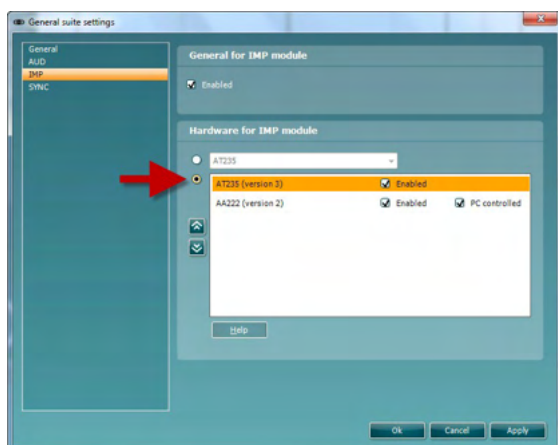 General suite settings
General
AUD
IMP
SYNC
General for IMP module
Enabled
Hardware for IMP module
AT235
AT235 (version 3) Enabled
AA222 (version 2) Enabled PC controlled
Help
Ok Cancel Apply